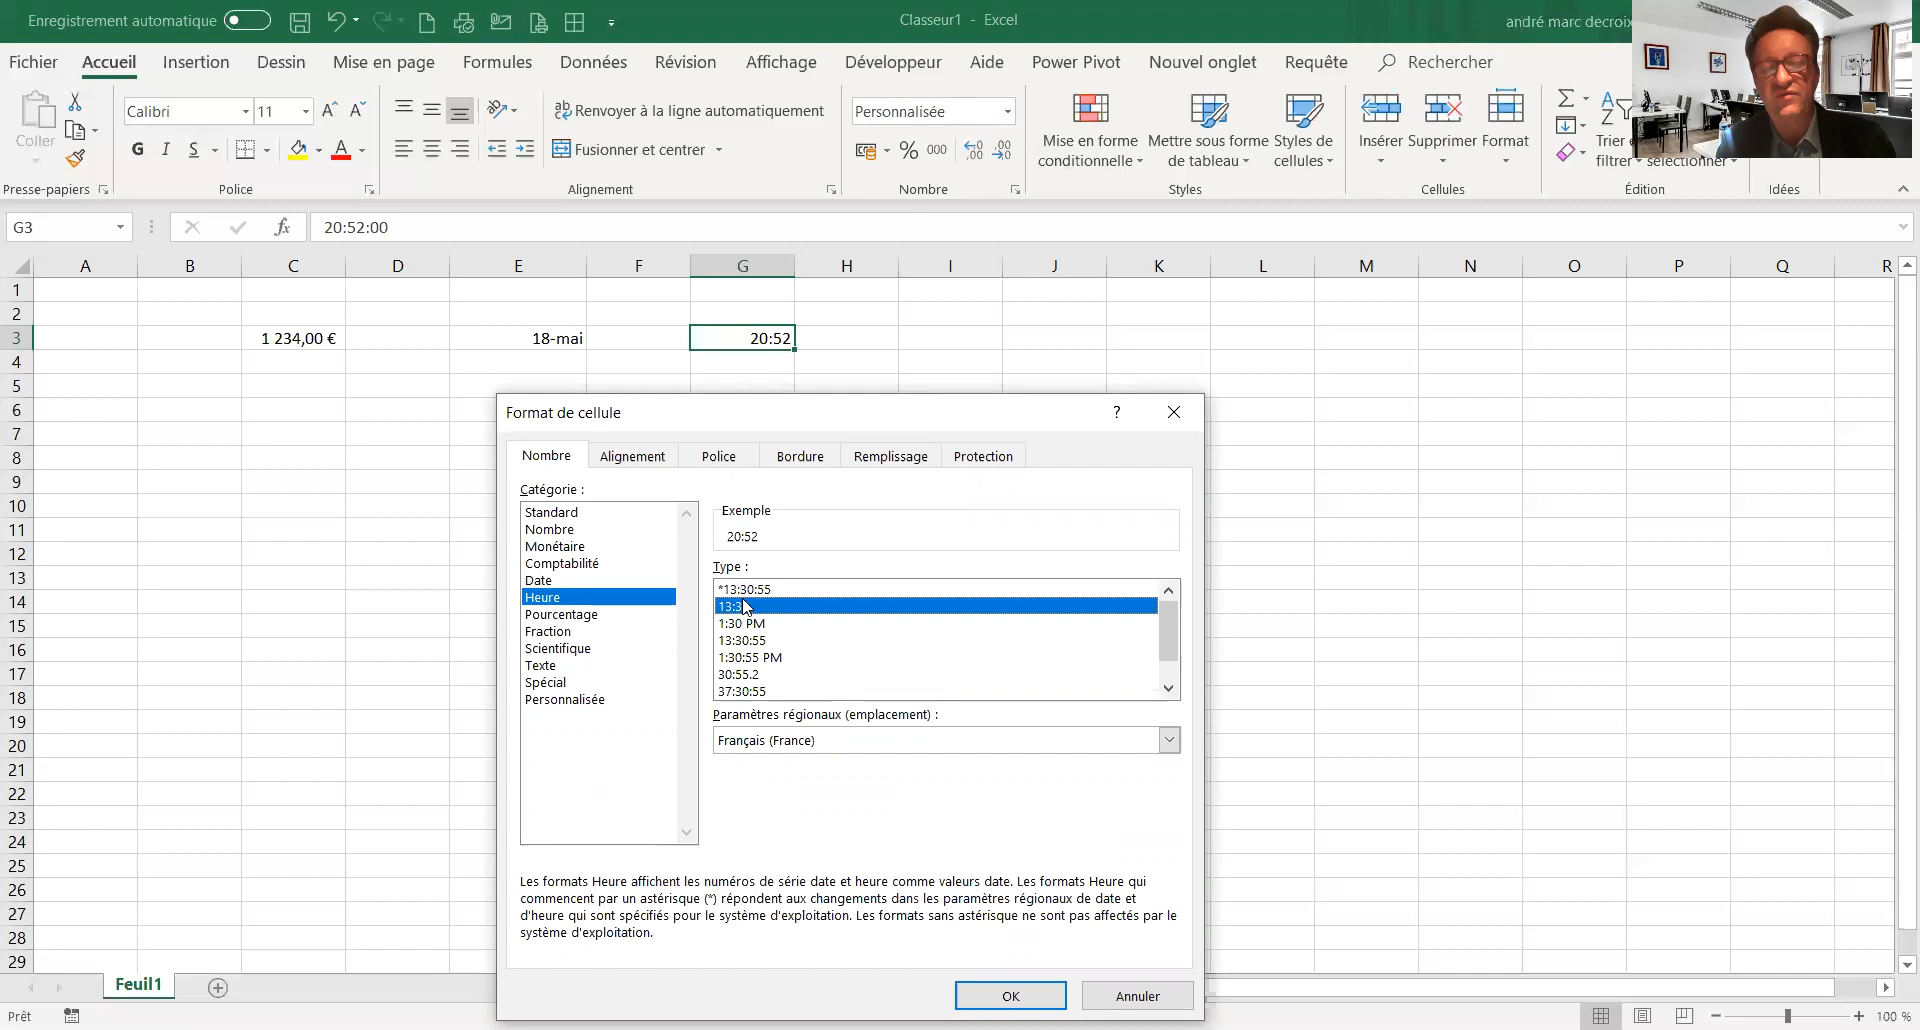 Enregistrement automatique
Classeur1 - Excel
andré marc decroix
Fichier Accueil Insertion Dessin Mise en page Formules Données Révision Affichage Développeur Aide Power Pivot Nouvel onglet Requête Rechercher
Coller
Presse-papiers
Calibri 11
G I S
Police
Renvoyer à la ligne automatiquement
Fusionner et centrer
Alignement
Personnalisée
% 000
Nombre
Mise en forme conditionnelle
Mettre sous forme de tableau
Styles de cellules
Styles
Insérer Supprimer Format
Cellules
Trier
filtrer sélectionner
Édition
Idées
G3 fx 20:52:00
A B C D E F G H I J K L M N O P Q R
1
2
3 1 234,00 € 18-mai 20:52
4
5
6
7
8
9
10
11
12
13
14
15
16
17
18
19
20
21
22
23
24
25
26
27
28
29
Format de cellule ?
Nombre Alignement Police Bordure Remplissage Protection
Catégorie :
Standard
Nombre
Monétaire
Comptabilité
Date
Heure
Pourcentage
Fraction
Scientifique
Texte
Spécial
Personnalisée
Exemple
20:52
Type :
*13:30:55
13:3
1:30 PM
13:30:55
1:30:55 PM
30:55.2
37:30:55
Paramètres régionaux (emplacement) :
Français (France)
Les formats Heure affichent les numéros de série date et heure comme valeurs date. Les formats Heure qui
commencent par un astérisque (*) répondent aux changements dans les paramètres régionaux de date et
d'heure qui sont spécifiés pour le système d'exploitation. Les formats sans astérisque ne sont pas affectés par le
système d'exploitation.
OK Annuler
Feuil1
Prêt
100 %